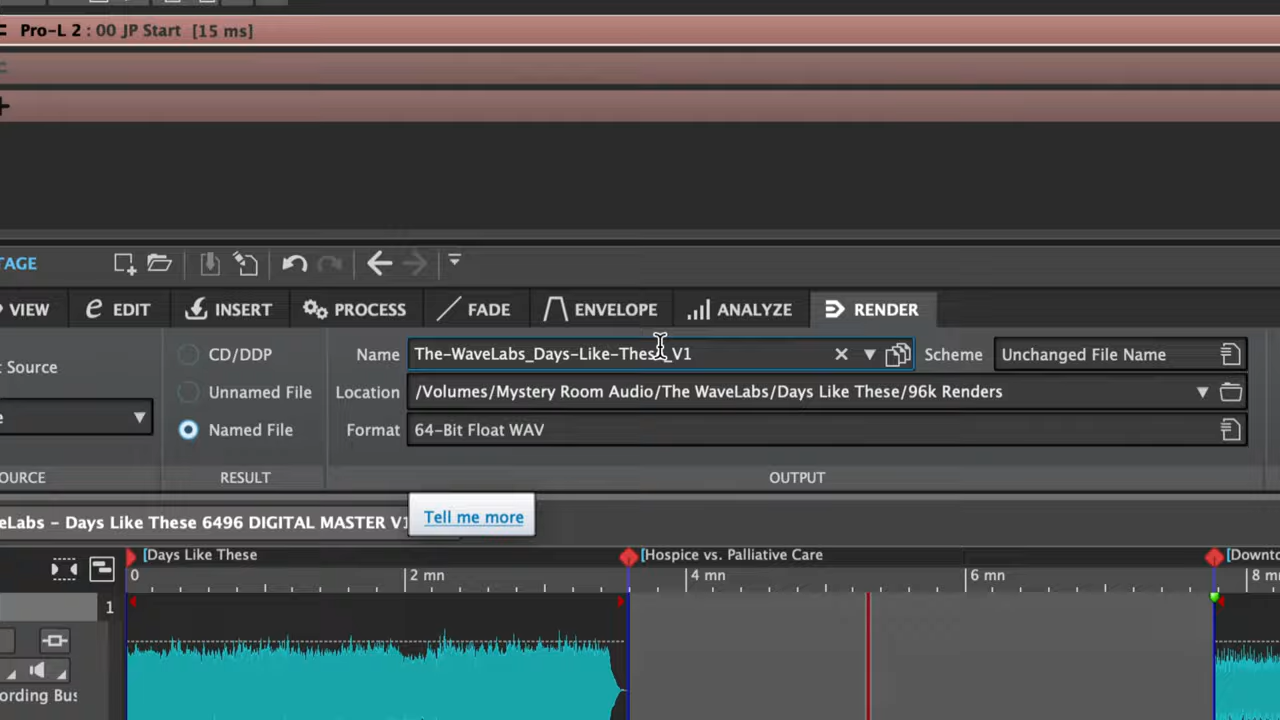 Pro-L 2 : 00 JP Start [15 ms]
TAGE
VIEW EDIT INSERT PROCESS FADE ENVELOPE ANALYZE RENDER
t Source
CD/DDP
Unnamed File
Named File
Name The-WaveLabs_Days-Like-These_V1 Scheme Unchanged File Name
Location /Volumes/Mystery Room Audio/The WaveLabs/Days Like These/96k Renders
Format 64-Bit Float WAV
OURCE RESULT OUTPUT
eLabs - Days Like These 6496 DIGITAL MASTER V1
Tell me more
[Days Like These [Hospice vs. Palliative Care [Downto
0 2 mn 4 mn 6 mn 8 m
1
ording Bus